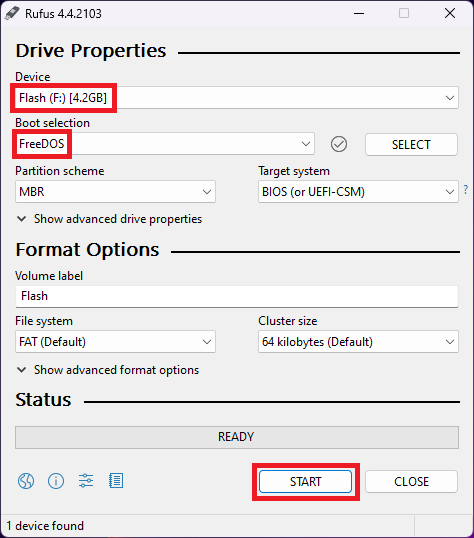 Rufus 4.4.2103
Drive Properties
Device
Flash (F:) [4.2GB]
Boot selection
FreeDOS
SELECT
Partition scheme
Target system
MBR
BIOS (or UEFI-CSM)
?
Show advanced drive properties
Format Options
Volume label
Flash
File system
Cluster size
FAT (Default)
64 kilobytes (Default)
Show advanced format options
Status
READY
START
CLOSE
1 device found